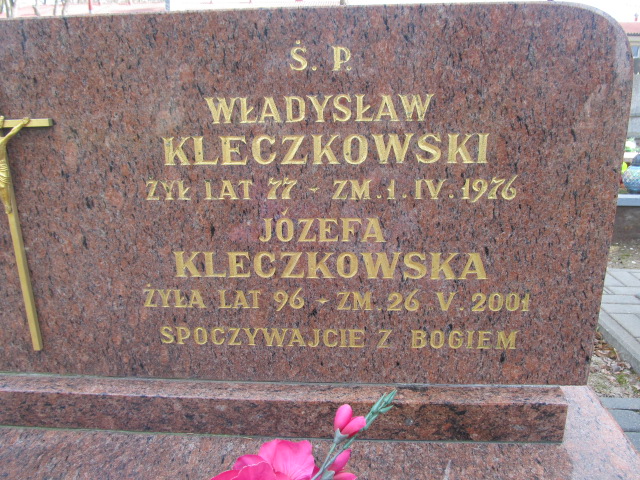 Ś. P.
WŁADYSŁAW
KLECZKOWSKI
ŻYŁ LAT 77 - ZM. 1. IV. 1976
JÓZEFA
KLECZKOWSKA
ŻYŁA LAT 96 - ZM. 26 V. 2001
SPOCZYWAJCIE Z BOGIEM